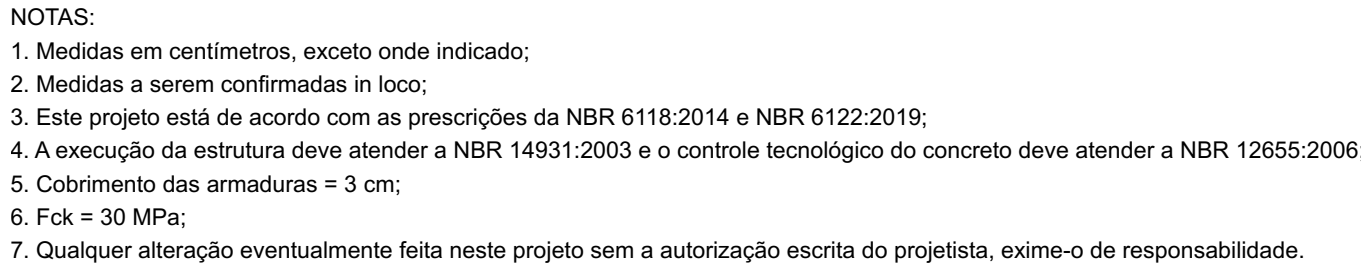 NOTAS:
1. Medidas em centímetros, exceto onde indicado;
2. Medidas a serem confirmadas in loco;
3. Este projeto está de acordo com as prescrições da NBR 6118:2014 e NBR 6122:2019;
4. A execução da estrutura deve atender a NBR 14931:2003 e o controle tecnológico do concreto deve atender a NBR 12655:2006;
5. Cobrimento das armaduras = 3 cm;
6. Fck = 30 MPa;
7. Qualquer alteração eventualmente feita neste projeto sem a autorização escrita do projetista, exime-o de responsabilidade.